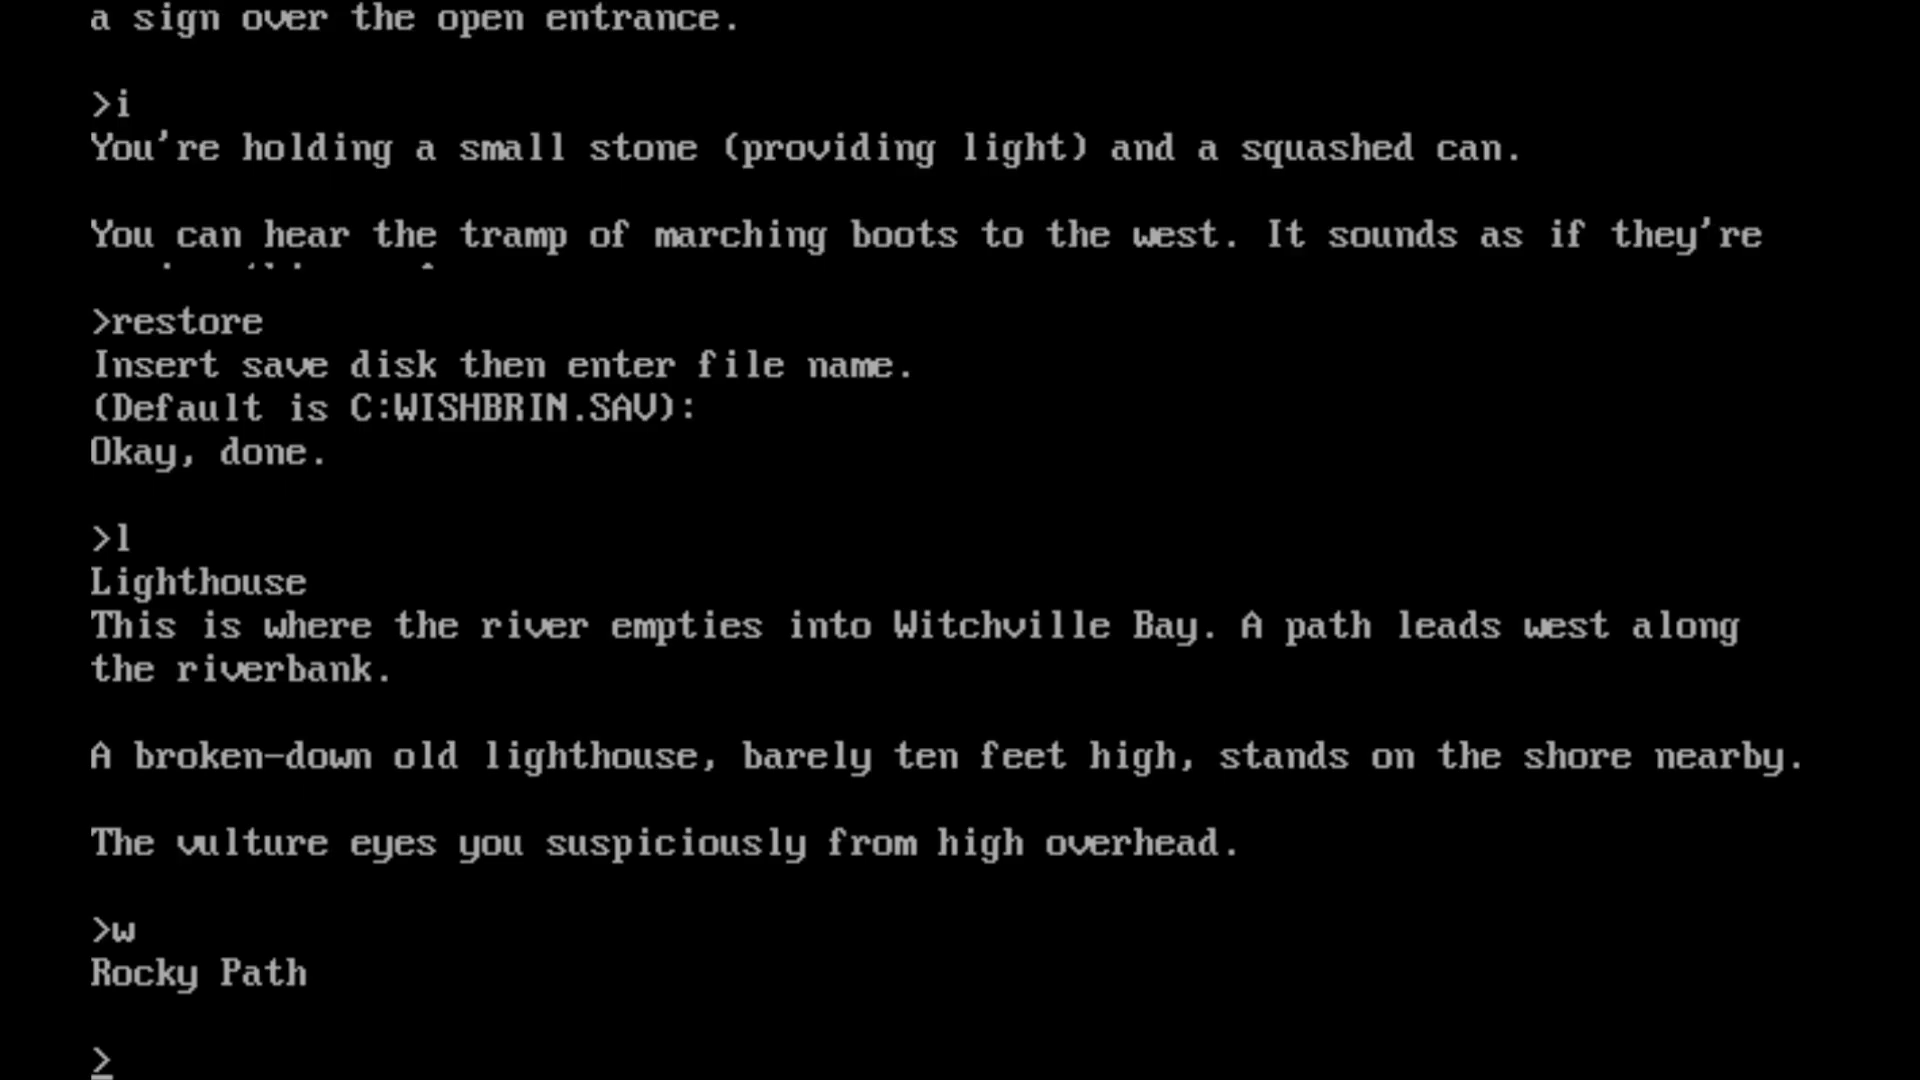 a sign over the open entrance.
>i
You're holding a small stone (providing light) and a squashed can.
You can hear the tramp of marching boots to the west. It sounds as if they're
>restore
Insert save disk then enter file name.
(Default is C:WISHBRIN.SAV):
Okay, done.
>l
Lighthouse
This is where the river empties into Witchville Bay. A path leads west along
the riverbank.
A broken-down old lighthouse, barely ten feet high, stands on the shore nearby.
The vulture eyes you suspiciously from high overhead.
>w
Rocky Path
>